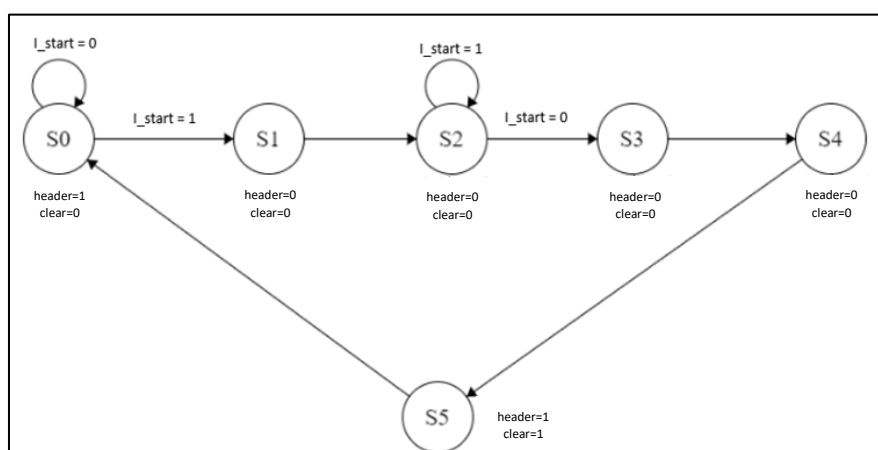 I_start = 0
I_start = 1
I_start = 1
I_start = 0
S0
S1
S2
S3
S4
header=1
clear=0
header=0
clear=0
header=0
clear=0
header=0
clear=0
header=0
clear=0
S5
header=1
clear=1